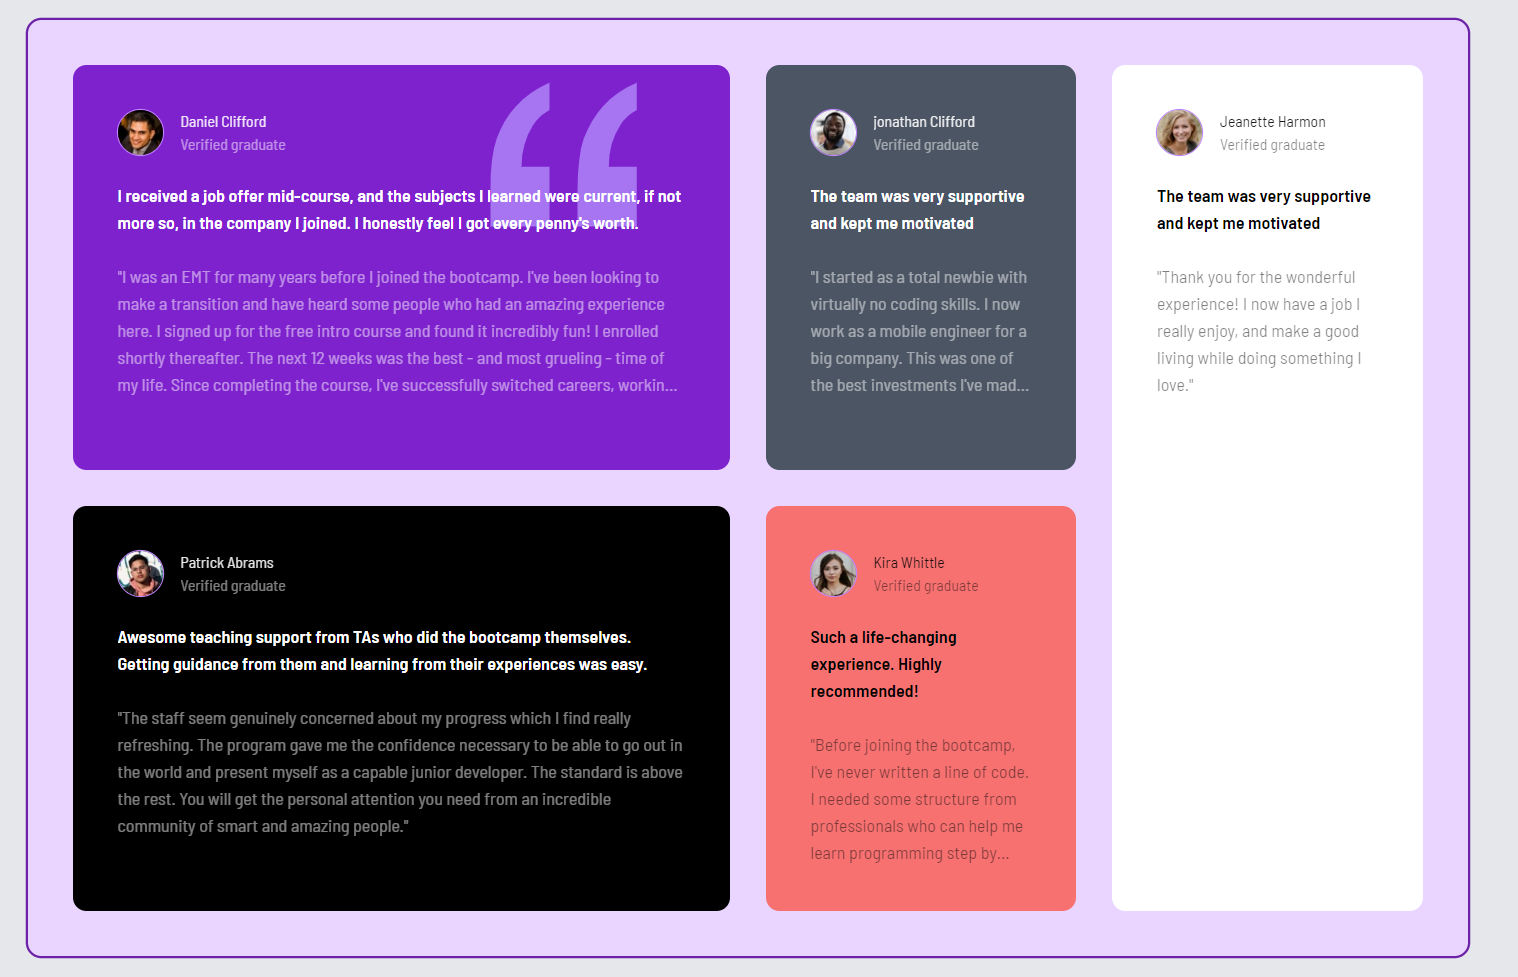 Daniel Clifford
Verified graduate
I received a job offer mid-course, and the subjects I learned were current, if not
more so, in the company I joined. I honestly feel I got every penny's worth.
"I was an EMT for many years before I joined the bootcamp. I've been looking to
make a transition and have heard some people who had an amazing experience
here. I signed up for the free intro course and found it incredibly fun! I enrolled
shortly thereafter. The next 12 weeks was the best - and most grueling - time of
my life. Since completing the course, I've successfully switched careers, workin...
jonathan Clifford
Verified graduate
The team was very supportive
and kept me motivated
"I started as a total newbie with
virtually no coding skills. I now
work as a mobile engineer for a
big company. This was one of
the best investments I've mad...
Jeanette Harmon
Verified graduate
The team was very supportive
and kept me motivated
"Thank you for the wonderful
experience! I now have a job I
really enjoy, and make a good
living while doing something I
love."
Patrick Abrams
Verified graduate
Awesome teaching support from TAs who did the bootcamp themselves.
Getting guidance from them and learning from their experiences was easy.
"The staff seem genuinely concerned about my progress which I find really
refreshing. The program gave me the confidence necessary to be able to go out in
the world and present myself as a capable junior developer. The standard is above
the rest. You will get the personal attention you need from an incredible
community of smart and amazing people."
Kira Whittle
Verified graduate
Such a life-changing
experience. Highly
recommended!
"Before joining the bootcamp,
I've never written a line of code.
I needed some structure from
professionals who can help me
learn programming step by...